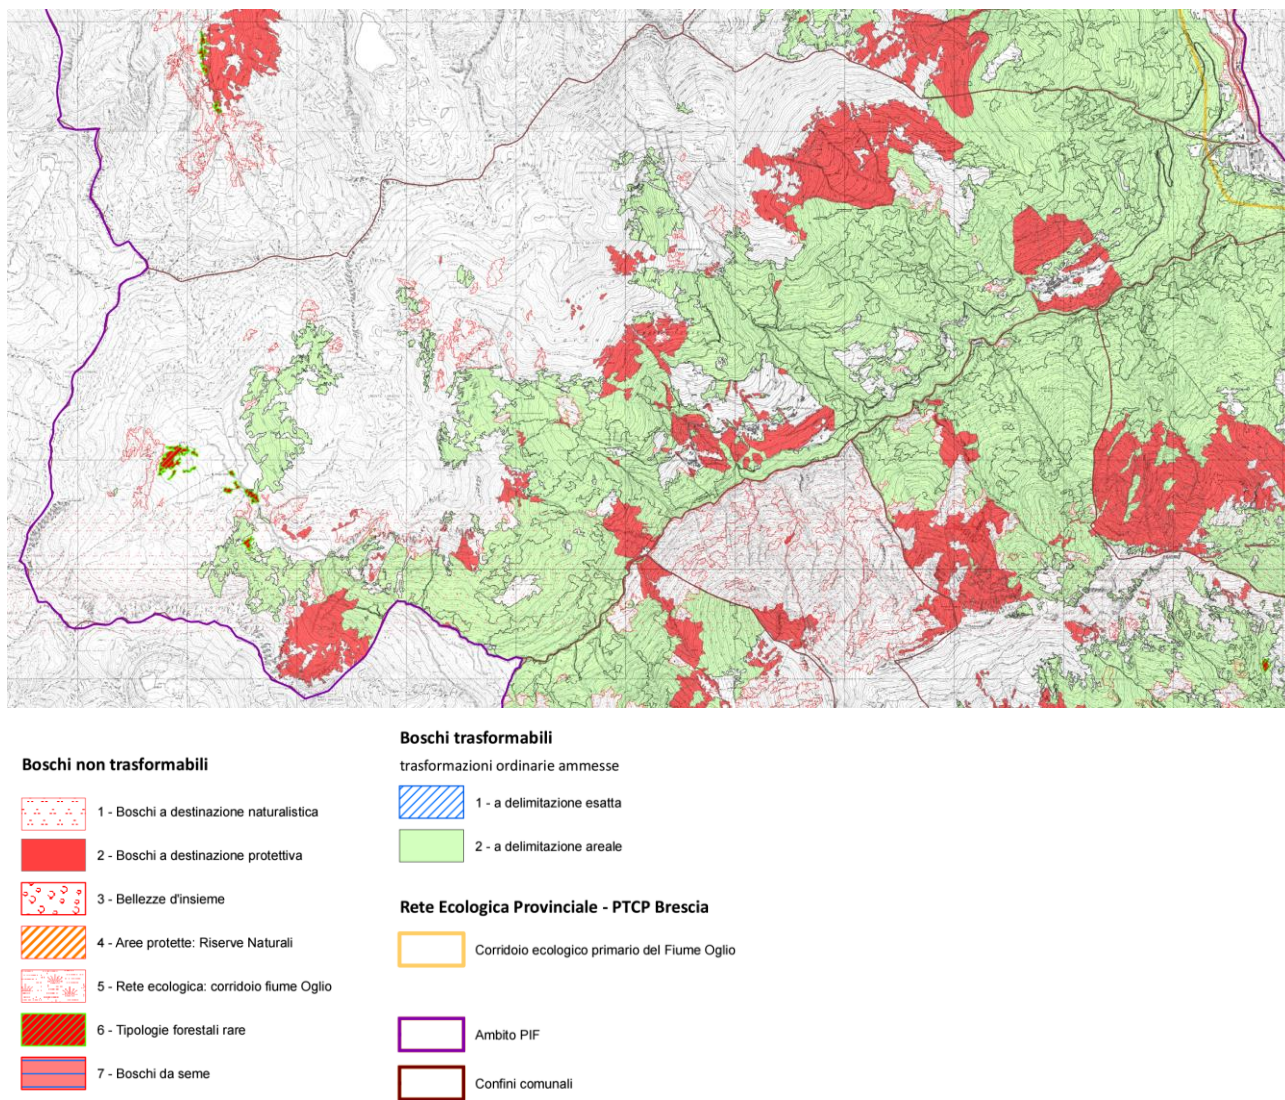 Boschi non trasformabili
1 - Boschi a destinazione naturalistica
2 - Boschi a destinazione protettiva
3 - Bellezze d'insieme
4 - Aree protette: Riserve Naturali
5 - Rete ecologica: corridoio fiume Oglio
6 - Tipologie forestali rare
7 - Boschi da seme
Boschi trasformabili
trasformazioni ordinarie ammesse
1 - a delimitazione esatta
2 - a delimitazione areale
Rete Ecologica Provinciale - PTCP Brescia
Corridoio ecologico primario del Fiume Oglio
Ambito PIF
Confini comunali